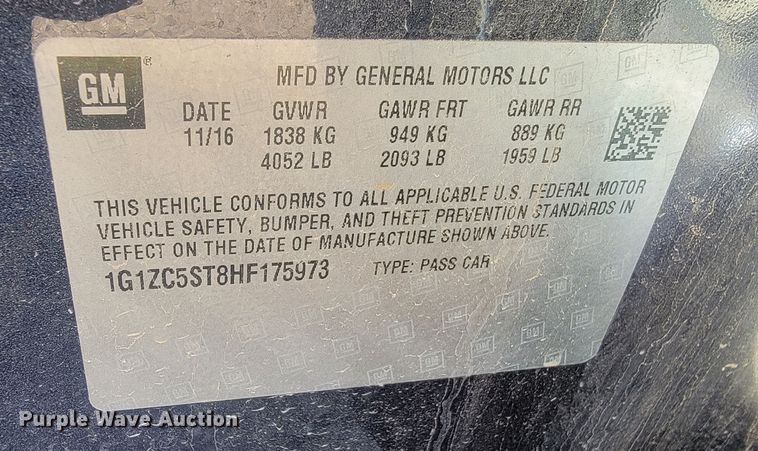 GM ®
MFD BY GENERAL MOTORS LLC
DATE GVWR GAWR FRT GAWR RR
11/16 1838 KG 949 KG 889 KG
4052 LB 2093 LB 1959 LB
THIS VEHICLE CONFORMS TO ALL APPLICABLE U.S. FEDERAL MOTOR
VEHICLE SAFETY, BUMPER, AND THEFT PREVENTION STANDARDS IN
EFFECT ON THE DATE OF MANUFACTURE SHOWN ABOVE.
1G1ZC5ST8HF175973 TYPE: PASS CAR
Purple Wave Auction